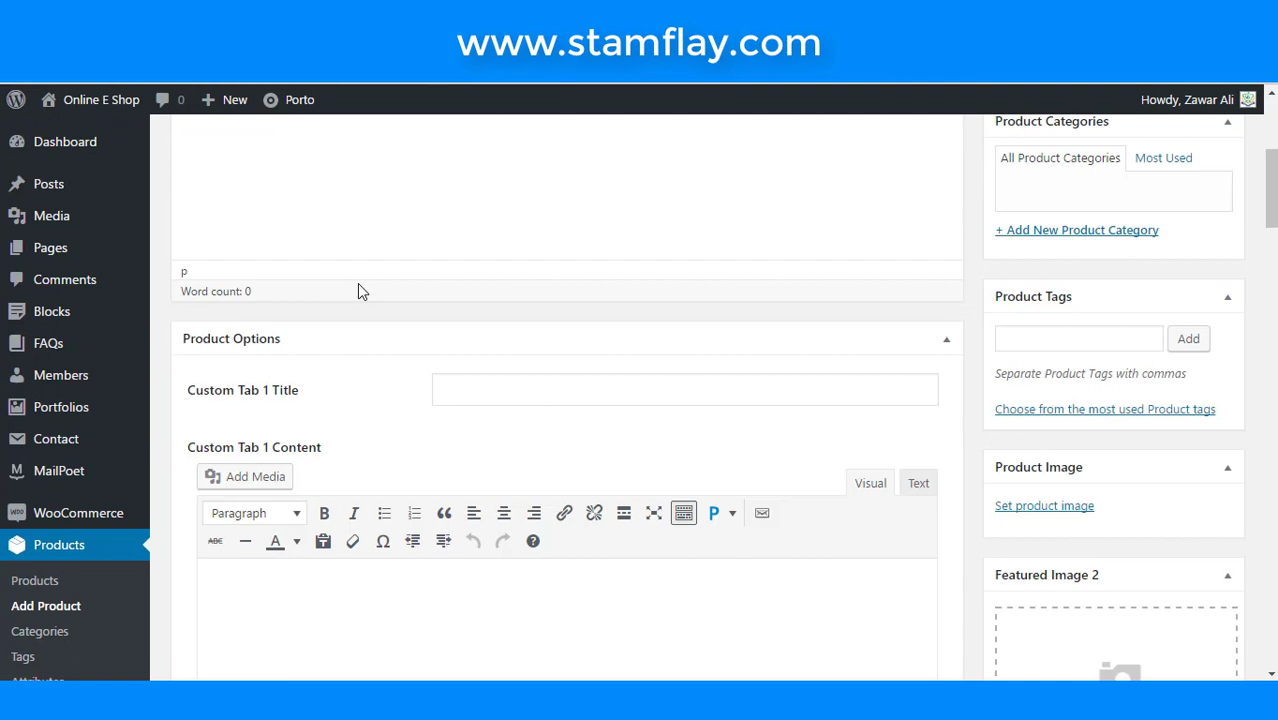 www.stamflay.com
Online E Shop 0 New Porto Howdy, Zawar Ali
Dashboard
Posts
Media
Pages
Comments
Blocks
FAQs
Members
Portfolios
Contact
MailPoet
WooCommerce
Products
Products
Add Product
Categories
Tags
Attributes
p
Word count: 0
Product Options
Custom Tab 1 Title
Custom Tab 1 Content
Add Media
Visual Text
Paragraph B I P
ABC A
Product Categories
All Product Categories Most Used
+ Add New Product Category
Product Tags
Add
Separate Product Tags with commas
Choose from the most used Product tags
Product Image
Set product image
Featured Image 2